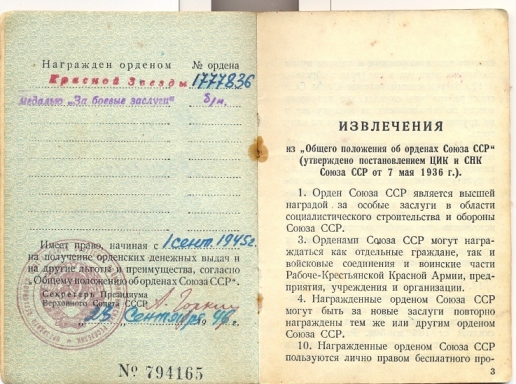 Награжден орденом № ордена
Красной Звезды 1777836
медалью „За боевые заслуги“ б/н.
Имеет право, начиная с 1 сент. 1945 г.
на получение орденских денежных выдач и
на другие льготы и преимущества, согласно
„Общему положению об орденах Союза ССР“.
Секретарь Президиума
Верховного Совета СССР А. Горкин
„23“ Сентября 1946 г.
№ 794165
ИЗВЛЕЧЕНИЯ
из „Общего положения об орденах Союза ССР“
(утверждено постановлением ЦИК и СНК
Союза ССР от 7 мая 1936 г.).
1. Орден Союза ССР является высшей
наградой за особые заслуги в области
социалистического строительства и обороны
Союза ССР.
3. Орденами Союза ССР могут награ-
ждаться как отдельные граждане, так и
войсковые соединения и воинские части
Рабоче-Крестьянской Красной Армии, пред-
приятия, учреждения и организации.
4. Награжденные орденом Союза ССР
могут быть за новые заслуги повторно
награждены тем же или другим орденом
Союза ССР.
10. Награжденные орденом Союза ССР
пользуются лично правом бесплатного про-
3